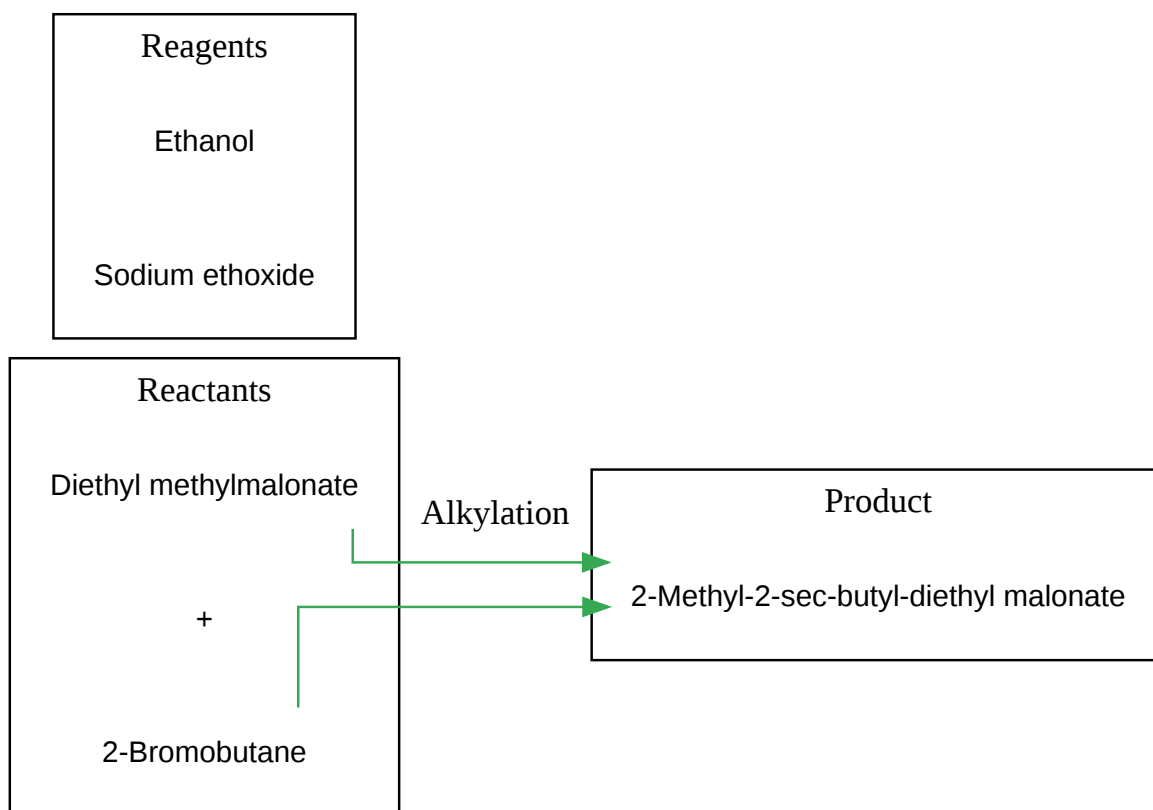 Reagents
Ethanol
Sodium ethoxide
Reactants
Diethyl methylmalonate
+
2-Bromobutane
Alkylation
Product
2-Methyl-2-sec-butyl-diethyl malonate